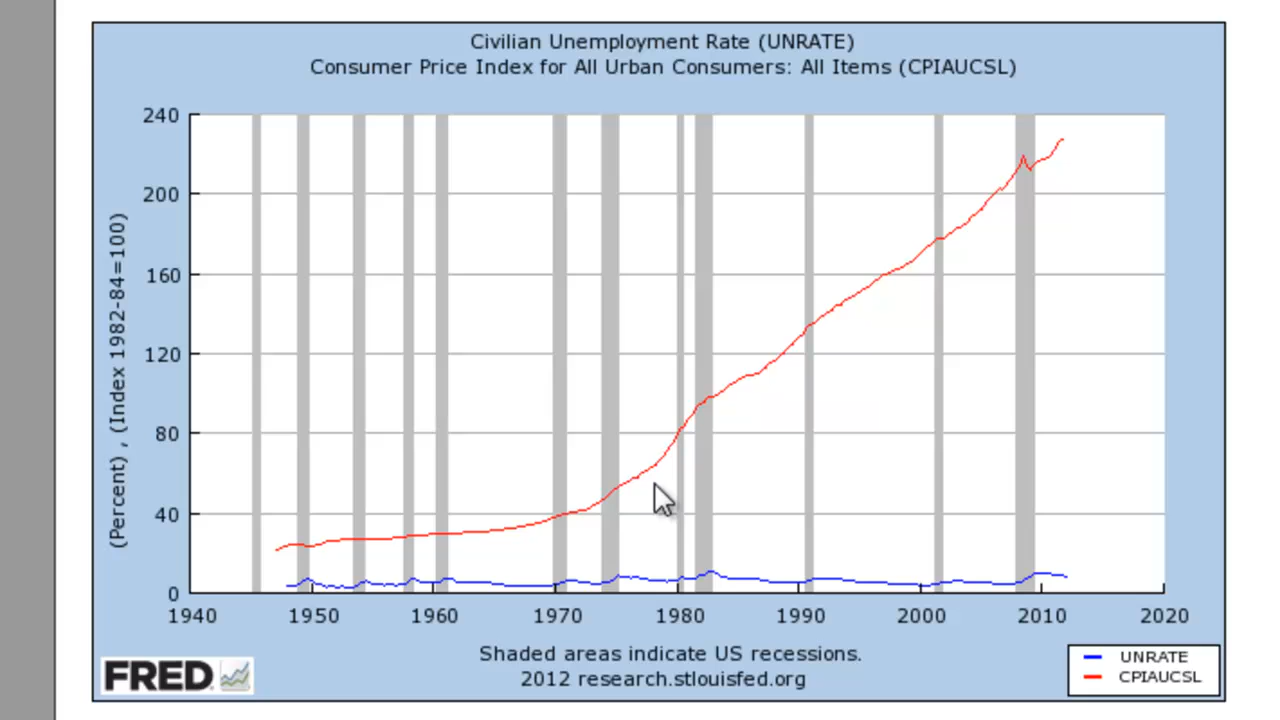 Civilian Unemployment Rate (UNRATE)
Consumer Price Index for All Urban Consumers: All Items (CPIAUCSL)
240
200
160
120
80
40
0
(Percent) , (Index 1982-84=100)
1940 1950 1960 1970 1980 1990 2000 2010 2020
Shaded areas indicate US recessions.
2012 research.stlouisfed.org
FRED
UNRATE
CPIAUCSL